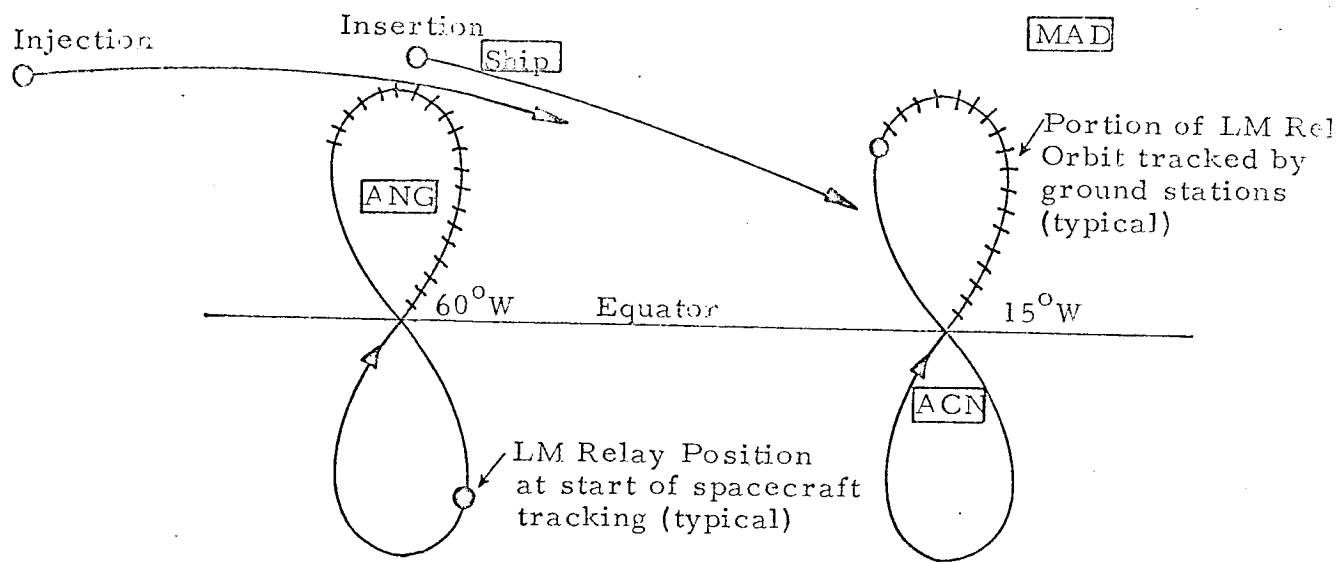 Injection
Insertion
Ship
MAD
Portion of LM Rel
Orbit tracked by
ground stations
(typical)
ANG
60°W
Equator
15°W
ACN
LM Relay Position
at start of spacecraft
tracking (typical)